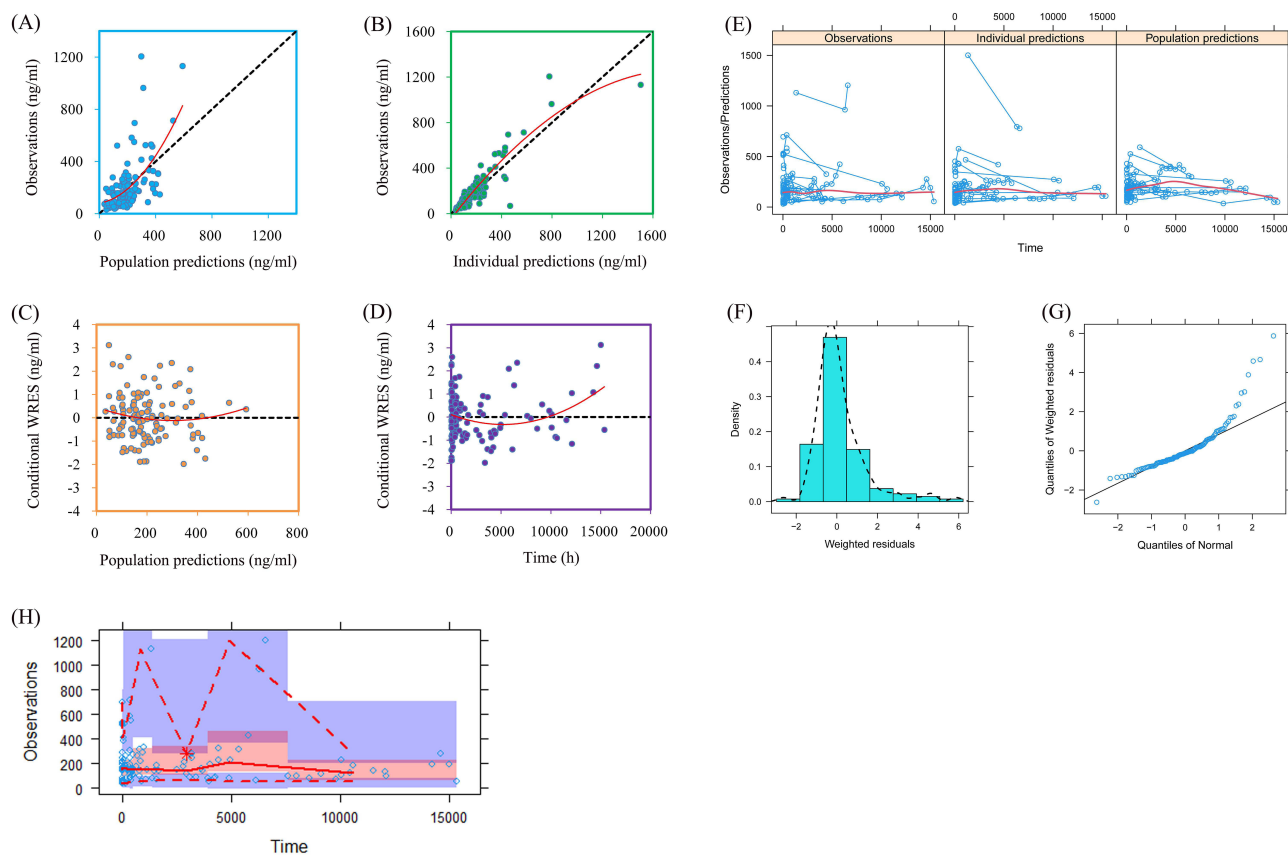 (A)
Observations (ng/ml)
1200
800
400
0
0
400
800
1200
Population predictions (ng/ml)
(B)
Observations (ng/ml)
1600
1200
800
400
0
0
400
800
1200
1600
Individual predictions (ng/ml)
(E)
0 5000 10000 15000
0 5000 10000 15000
Observations
Individual predictions
Population predictions
Observations/Predictions
1500
1000
500
0
0 5000 10000 15000
0 5000 10000 15000
Time
(C)
Conditional WRES (ng/ml)
4
3
2
1
0
-1
-2
-3
-4
0
200
400
600
800
Population predictions (ng/ml)
(D)
Conditional WRES (ng/ml)
4
3
2
1
0
-1
-2
-3
-4
0
5000
10000
15000
20000
Time (h)
(F)
Density
0.4
0.3
0.2
0.1
0.0
−2
0
2
4
6
Weighted residuals
(G)
Quantiles of Weighted residuals
6
4
2
0
−2
−2
−1
0
1
2
Quantiles of Normal
(H)
Observations
1200
1000
800
600
400
200
0
0
5000
10000
15000
Time